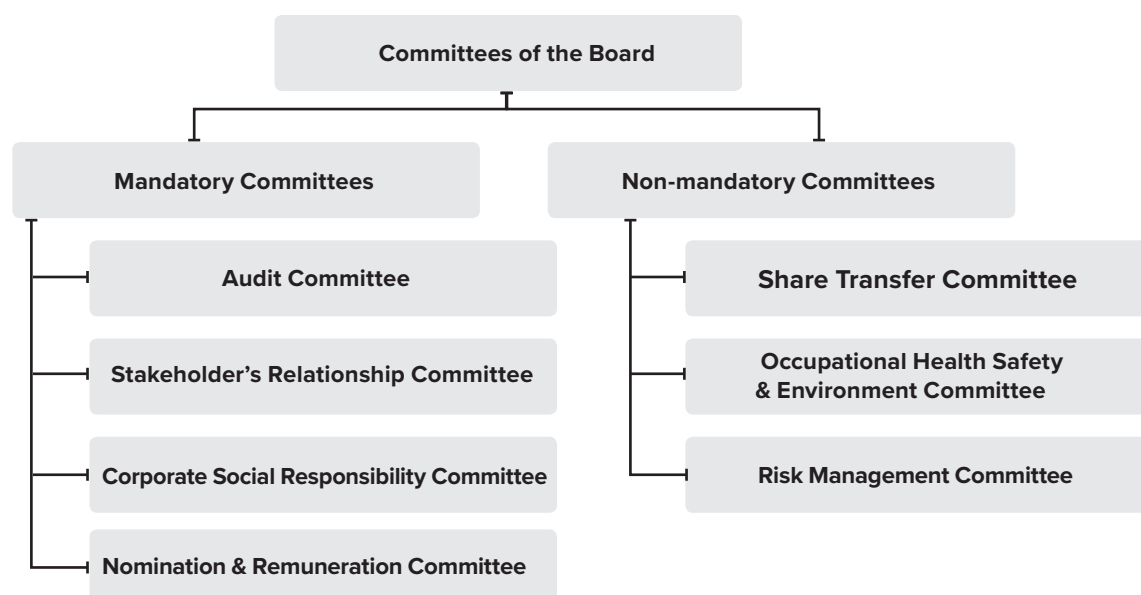 Committees of the Board
Mandatory Committees
Non-mandatory Committees
Audit Committee
Stakeholder’s Relationship Committee
Corporate Social Responsibility Committee
Nomination & Remuneration Committee
Share Transfer Committee
Occupational Health Safety
& Environment Committee
Risk Management Committee